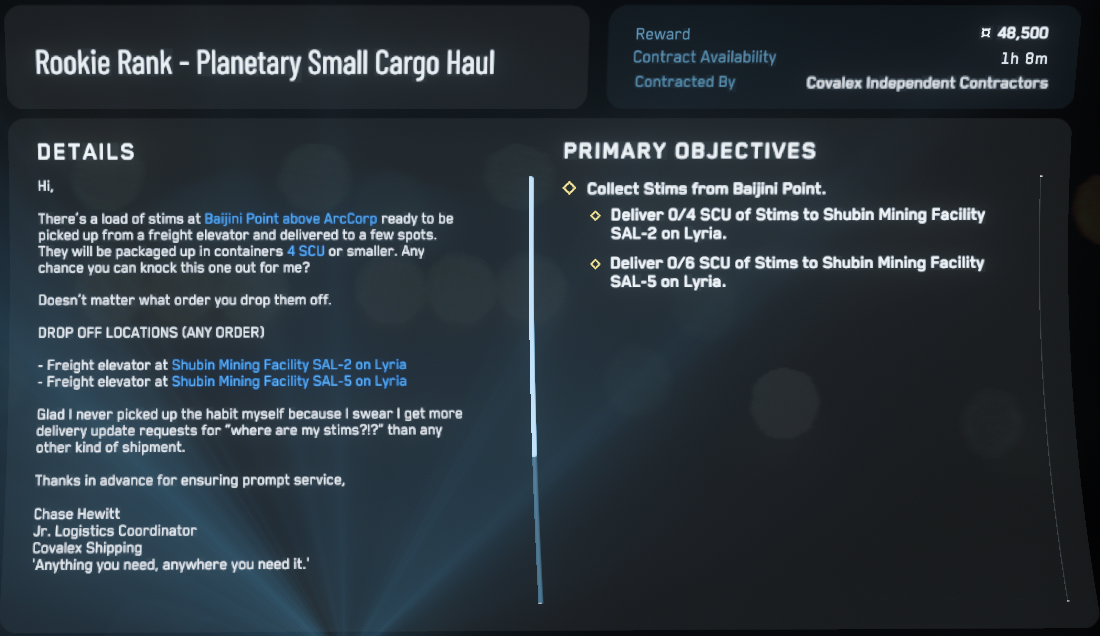 Rookie Rank - Planetary Small Cargo Haul
Reward ¤ 48,500
Contract Availability 1h 8m
Contracted By Covalex Independent Contractors
DETAILS
Hi,
There's a load of stims at Baijini Point above ArcCorp ready to be
picked up from a freight elevator and delivered to a few spots.
They will be packaged up in containers 4 SCU or smaller. Any
chance you can knock this one out for me?
Doesn't matter what order you drop them off.
DROP OFF LOCATIONS (ANY ORDER)
- Freight elevator at Shubin Mining Facility SAL-2 on Lyria
- Freight elevator at Shubin Mining Facility SAL-5 on Lyria
Glad I never picked up the habit myself because I swear I get more
delivery update requests for "where are my stims?!?" than any
other kind of shipment.
Thanks in advance for ensuring prompt service,
Chase Hewitt
Jr. Logistics Coordinator
Covalex Shipping
'Anything you need, anywhere you need it.'
PRIMARY OBJECTIVES
Collect Stims from Baijini Point.
Deliver 0/4 SCU of Stims to Shubin Mining Facility
SAL-2 on Lyria.
Deliver 0/6 SCU of Stims to Shubin Mining Facility
SAL-5 on Lyria.